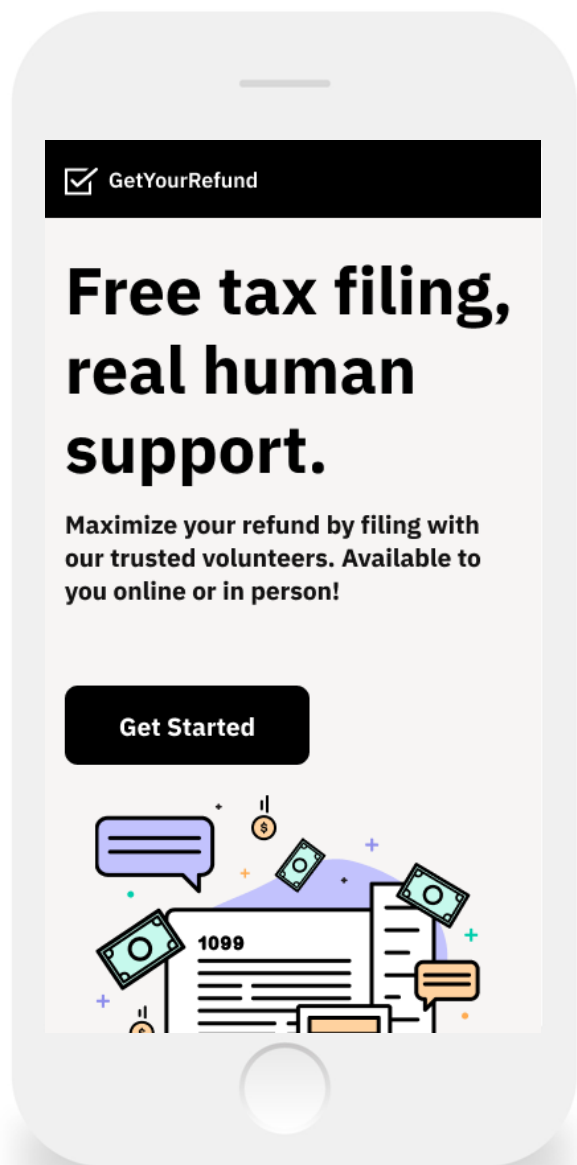 GetYourRefund
Free tax filing,
real human
support.
Maximize your refund by filing with
our trusted volunteers. Available to
you online or in person!
Get Started
$
1099